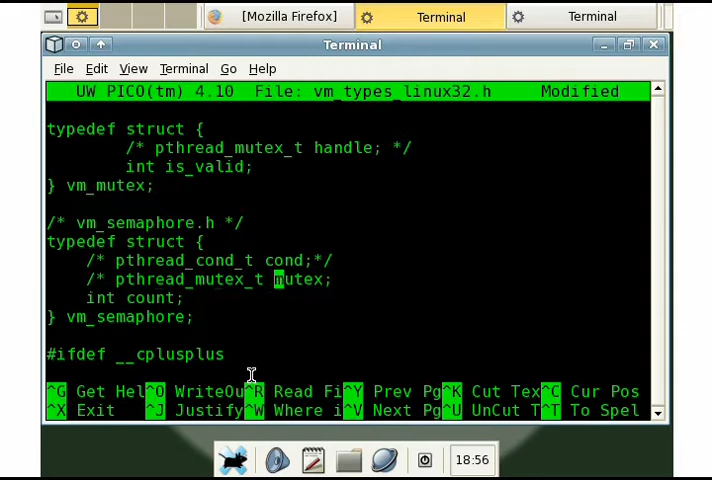 [Mozilla Firefox]
Terminal
Terminal
Terminal
File Edit View Terminal Go Help
UW PICO(tm) 4.10 File: vm_types_linux32.h Modified
typedef struct {
/* pthread_mutex_t handle; */
int is_valid;
} vm_mutex;
/* vm_semaphore.h */
typedef struct {
/* pthread_cond_t cond;*/
/* pthread_mutex_t mutex;
int count;
} vm_semaphore;
#ifdef __cplusplus
^G Get Hel^O WriteOu^R Read Fi^Y Prev Pg^K Cut Tex^C Cur Pos
^X Exit ^J Justify^W Where i^V Next Pg^U UnCut T^T To Spel
18:56